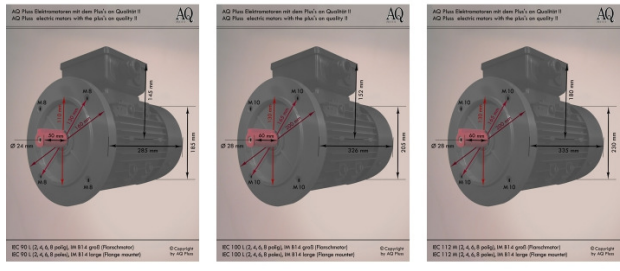 AQ Pluss Elektromotoren mit dem Plus's an Qualität !!
AQ Pluss electric motors with the plus's on quality !!
AQ
M 8
M 8
M 8
M 8
50 mm
Ø 24 mm
145 mm
285 mm
185 mm
IEC 90 L (2, 4, 6, 8 polig), IM B14 groß (Flanschmotor)
IEC 90 L (2, 4, 6, 8 poles), IM B14 large (Flange mounted)
© Copyright
by AQ Pluss
AQ Pluss Elektromotoren mit dem Plus's an Qualität !!
AQ Pluss electric motors with the plus's on quality !!
AQ
M 10
M 10
M 10
M 10
60 mm
Ø 28 mm
152 mm
326 mm
205 mm
IEC 100 L (2, 4, 6, 8 polig), IM B14 groß (Flanschmotor)
IEC 100 L (2, 4, 6, 8 poles), IM B14 large (Flange mounted)
© Copyright
by AQ Pluss
AQ Pluss Elektromotoren mit dem Plus's an Qualität !!
AQ Pluss electric motors with the plus's on quality !!
AQ
M 10
M 10
M 10
M 10
60 mm
Ø 28 mm
180 mm
335 mm
230 mm
IEC 112 M (2, 4, 6, 8 polig), IM B14 groß (Flanschmotor)
IEC 112 M (2, 4, 6, 8 poles), IM B14 large (Flange mounted)
© Copyright
by AQ Pluss